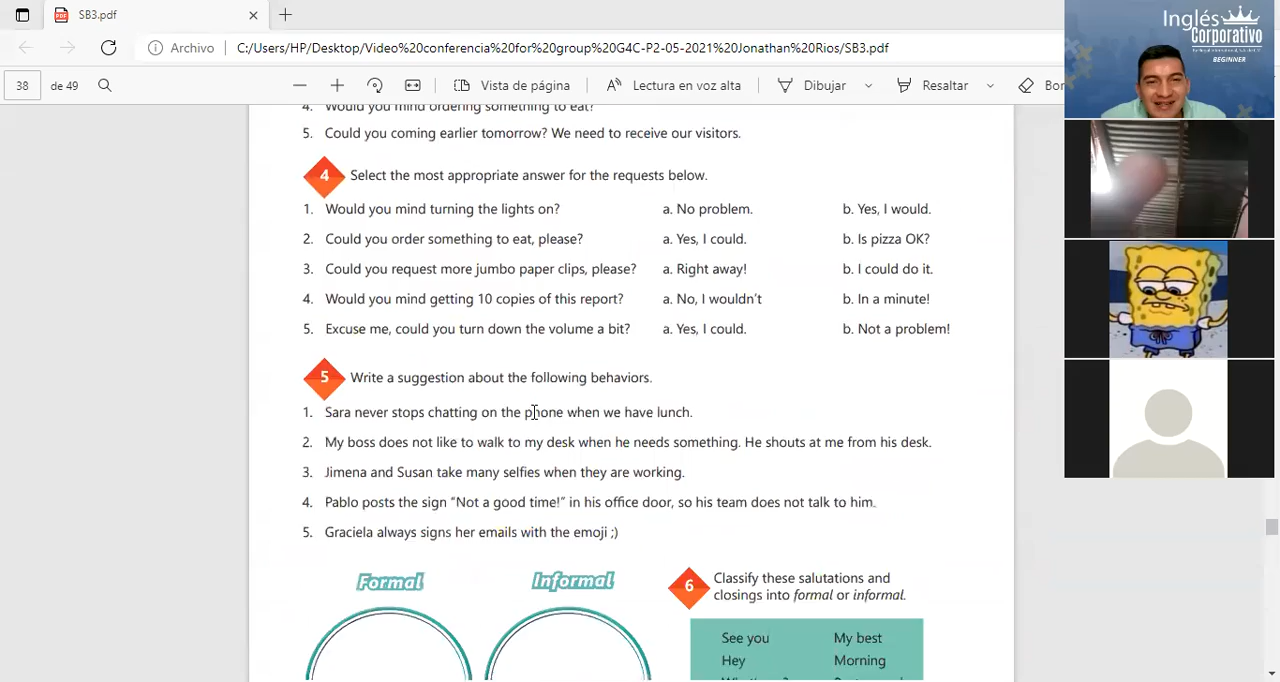 SB3.pdf
Archivo
C:/Users/HP/Desktop/Video%20conferencia%20for%20group%20G4C-P2-05-2021%20Jonathan%20Rios/SB3.pdf
38 de 49
Vista de página
Lectura en voz alta
Dibujar
Resaltar
Inglés
Corporativo
BEGINNER
4. Would you mind ordering something to eat?
5. Could you coming earlier tomorrow? We need to receive our visitors.
4 Select the most appropriate answer for the requests below.
1. Would you mind turning the lights on? a. No problem. b. Yes, I would.
2. Could you order something to eat, please? a. Yes, I could. b. Is pizza OK?
3. Could you request more jumbo paper clips, please? a. Right away! b. I could do it.
4. Would you mind getting 10 copies of this report? a. No, I wouldn't b. In a minute!
5. Excuse me, could you turn down the volume a bit? a. Yes, I could. b. Not a problem!
5 Write a suggestion about the following behaviors.
1. Sara never stops chatting on the phone when we have lunch.
2. My boss does not like to walk to my desk when he needs something. He shouts at me from his desk.
3. Jimena and Susan take many selfies when they are working.
4. Pablo posts the sign “Not a good time!” in his office door, so his team does not talk to him.
5. Graciela always signs her emails with the emoji ;)
Formal Informal
6 Classify these salutations and
closings into formal or informal.
See you My best
Hey Morning